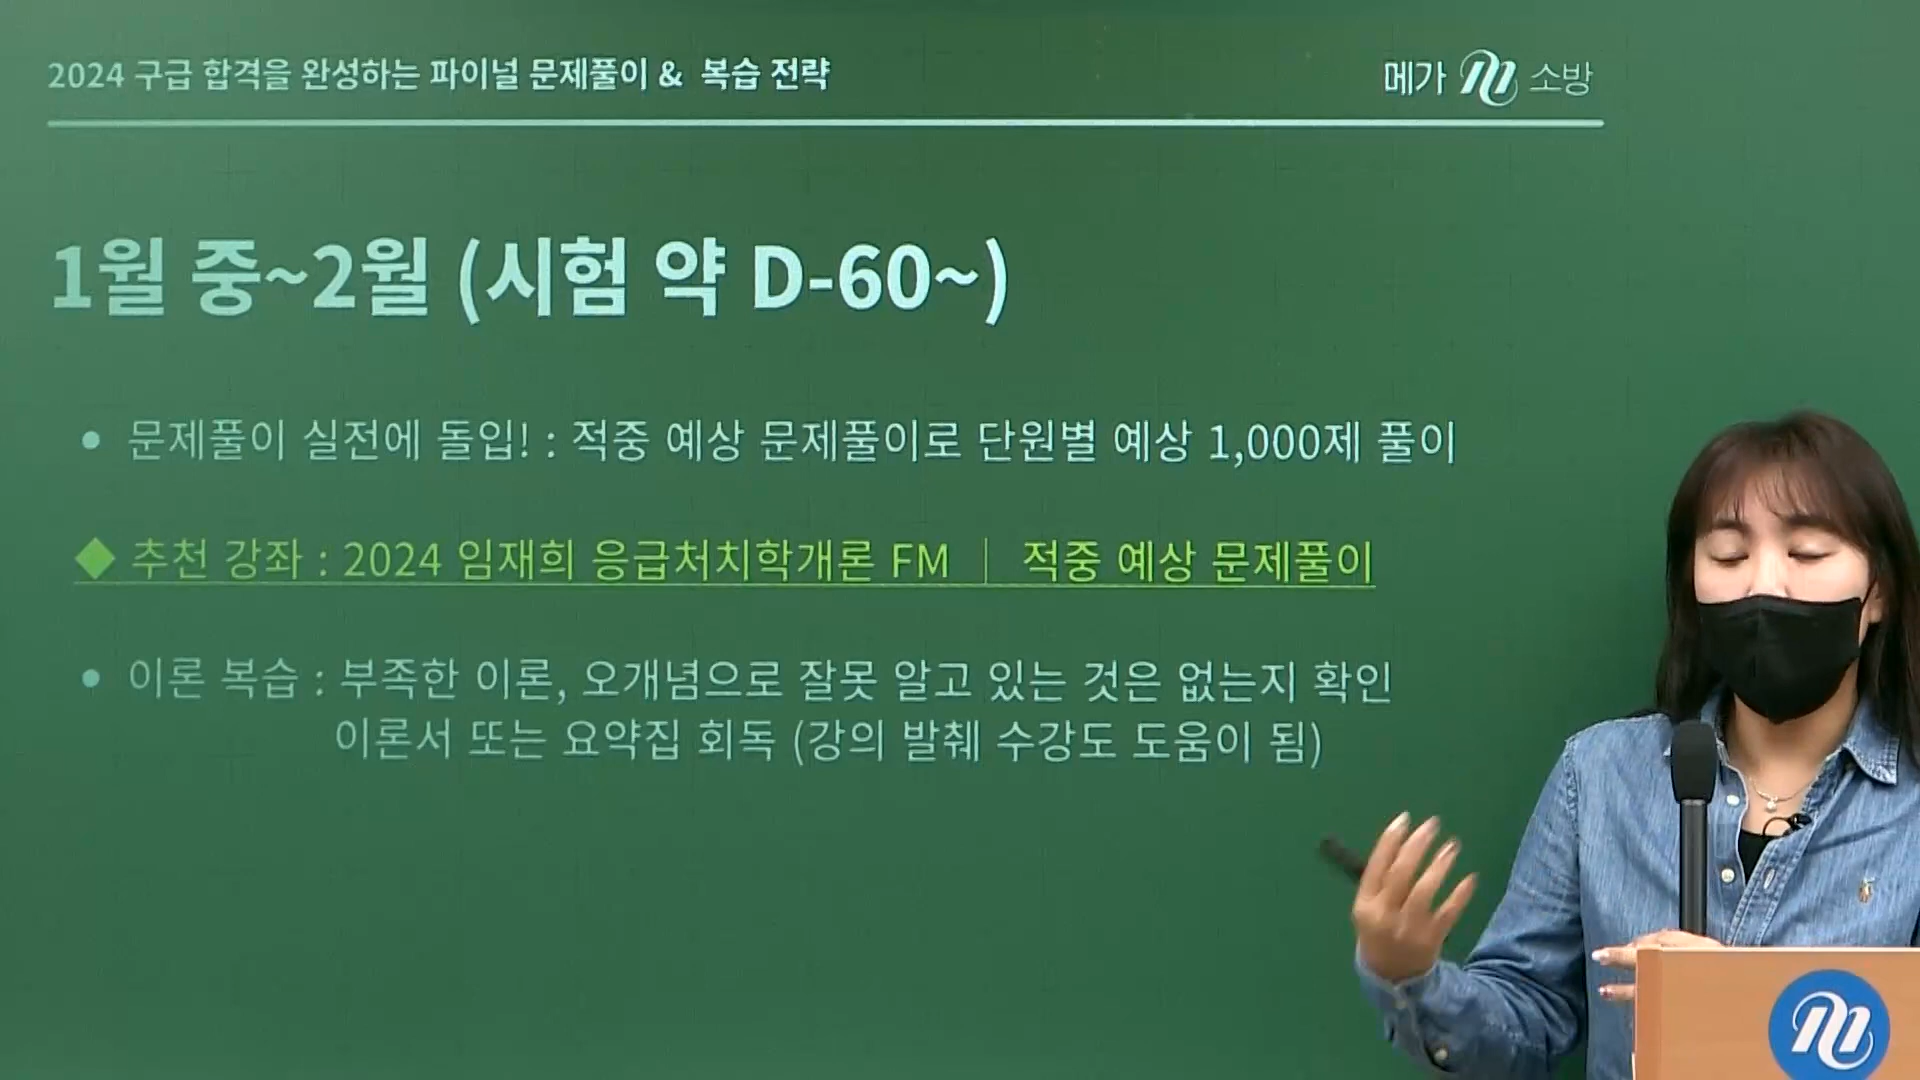 2024 구급 합격을 완성하는 파이널 문제풀이 & 복습 전략
메가 M 소방
1월 중~2월 (시험 약 D-60~)
• 문제풀이 실전에 돌입! : 적중 예상 문제풀이로 단원별 예상 1,000제 풀이
◆ 추천 강좌 : 2024 임재희 응급처치학개론 FM │ 적중 예상 문제풀이
• 이론 복습 : 부족한 이론, 오개념으로 잘못 알고 있는 것은 없는지 확인
이론서 또는 요약집 회독 (강의 발췌 수강도 도움이 됨)
M